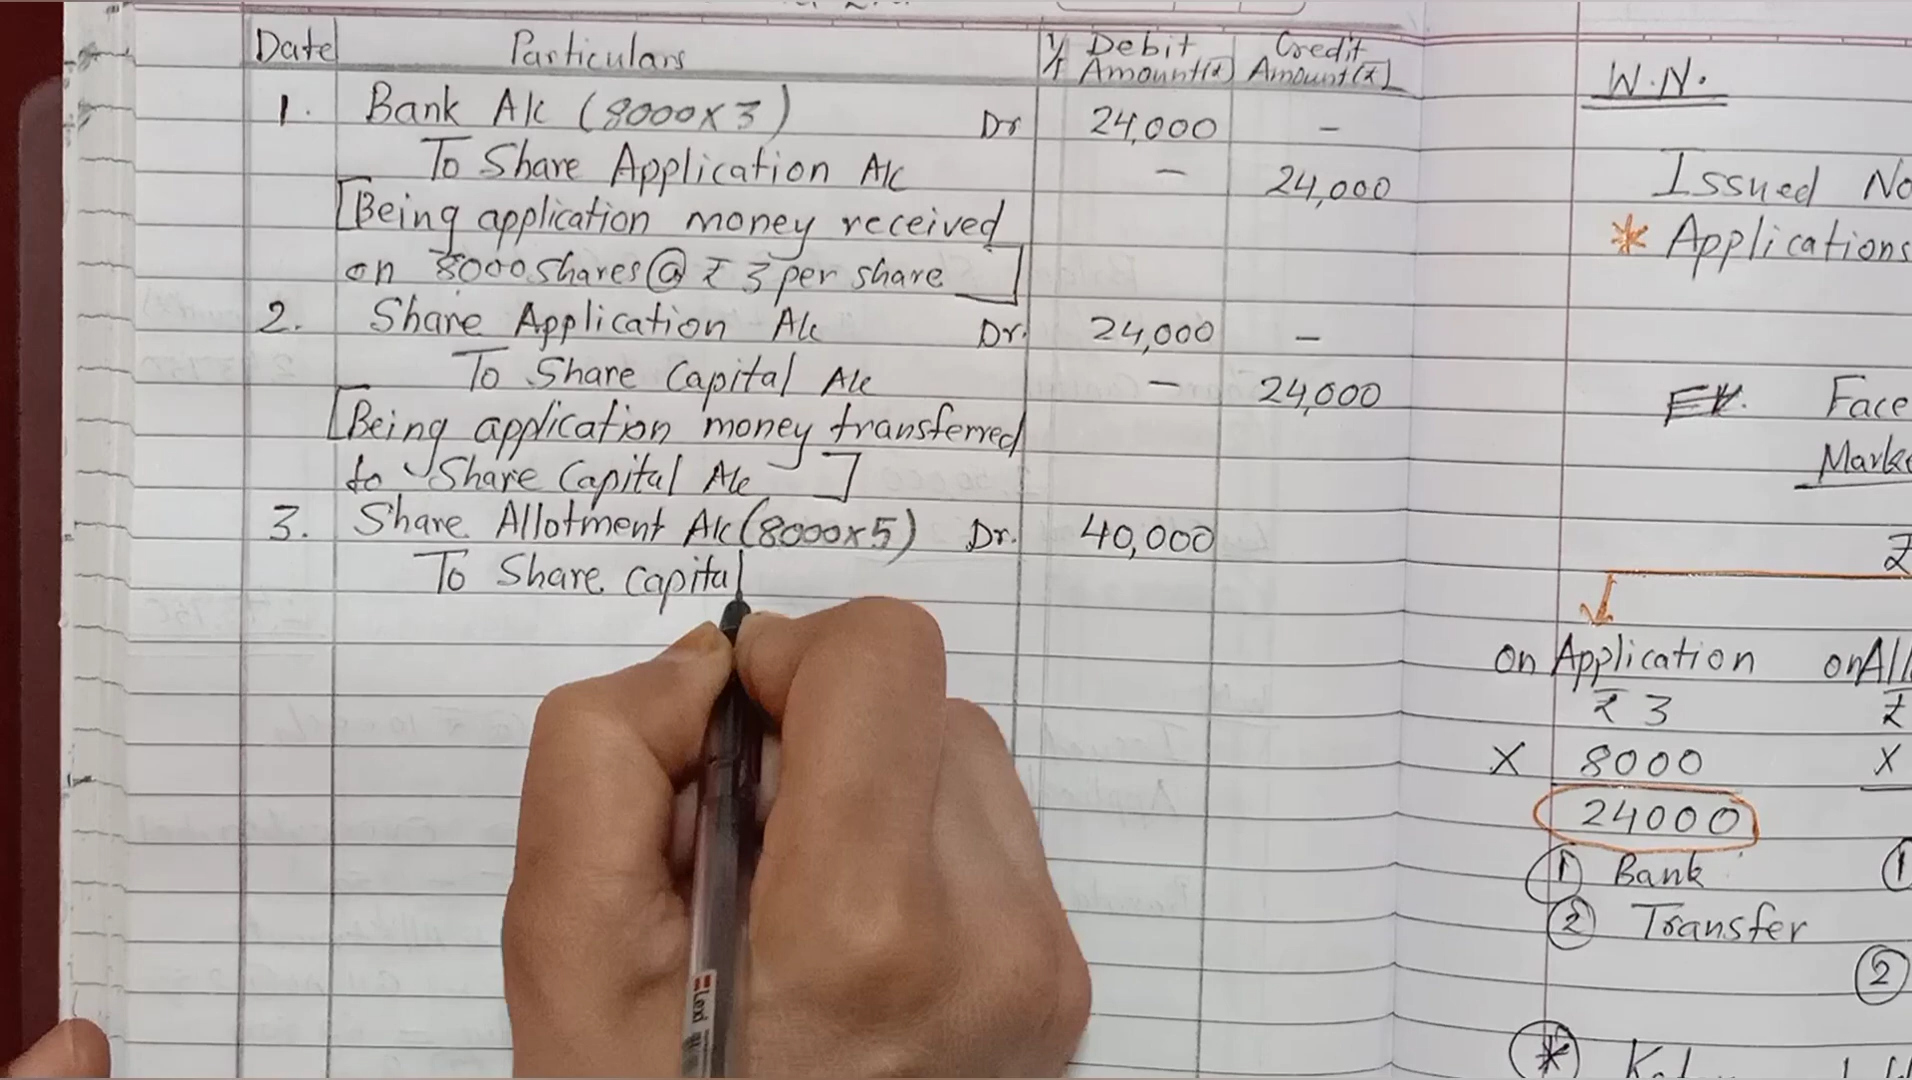 Date Particulars L/F Debit Amount(₹) Credit Amount(₹)
1. Bank A/c (8000x3) Dr 24,000 –
To Share Application A/c – 24,000
[Being application money received
on 8000 shares @ ₹ 3 per share ]
2. Share Application A/c Dr. 24,000 –
To Share Capital A/c – 24,000
[Being application money transferred
to Share Capital A/c ]
3. Share Allotment A/c (8000x5) Dr. 40,000
To Share Capital
W.N.
Issued No
* Applications
Face
Marke
₹
on Application onAll
₹ 3 ₹
X 8000 X
24000
① Bank ①
② Transfer
②
*
Lexi